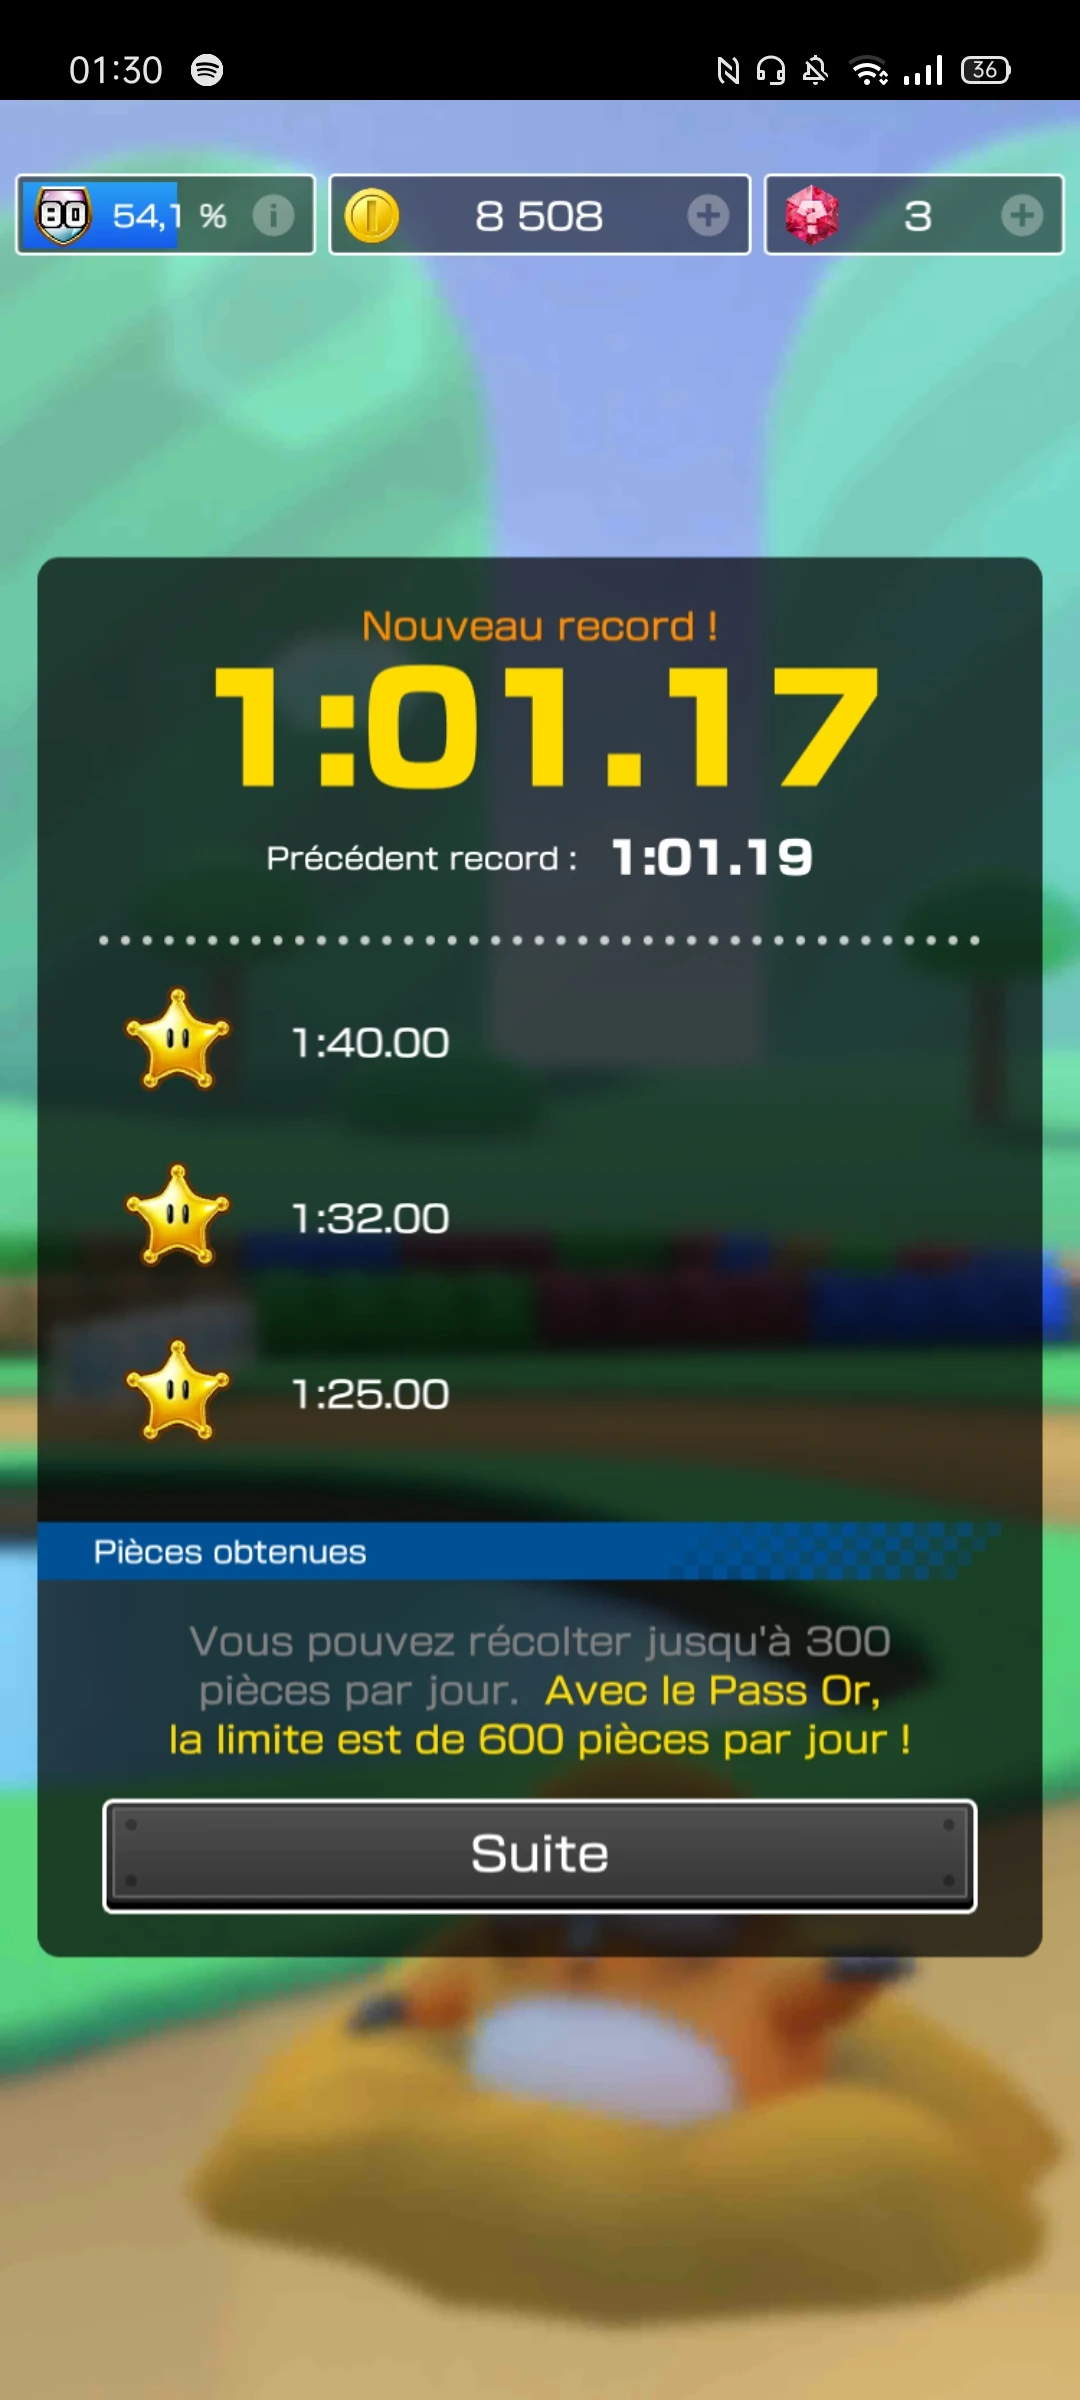 01:30
36
80 54,1 % i
8 508 +
3 +
Nouveau record !
1:01.17
Précédent record : 1:01.19
1:40.00
1:32.00
1:25.00
Pièces obtenues
Vous pouvez récolter jusqu'à 300
pièces par jour. Avec le Pass Or,
la limite est de 600 pièces par jour !
Suite